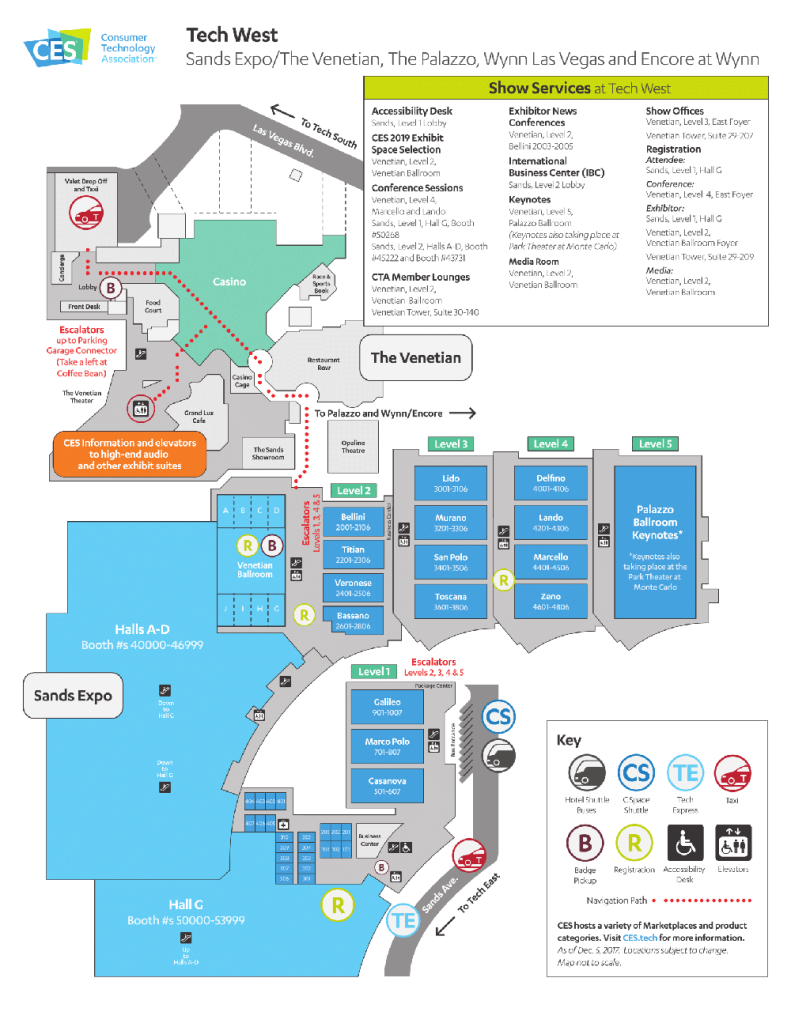 CES
Consumer
Technology
Association
Tech West
Sands Expo/The Venetian, The Palazzo, Wynn Las Vegas and Encore at Wynn
Show Services at Tech West
Accessibility Desk
Sands, Level 1 Lobby
CES 2019 Exhibit
Space Selection
Venetian, Level 2,
Venetian Ballroom
Conference Sessions
Venetian, Level 4,
Marcello and Lando
Sands, Level 1, Hall G, Booth
#50268
Sands, Level 2, Halls A-D, Booth
#45222 and Booth #43731
CTA Member Lounges
Venetian, Level 2,
Venetian Ballroom
Venetian Tower, Suite 30-140
Exhibitor News
Conferences
Venetian, Level 2,
Bellini 2003-2005
International
Business Center (IBC)
Sands, Level 2 Lobby
Keynotes
Venetian, Level 5,
Palazzo Ballroom
(Keynotes also taking place at
Park Theater at Monte Carlo)
Media Room
Venetian, Level 2,
Venetian Ballroom
Show Offices
Venetian, Level 3, East Foyer
Venetian Tower, Suite 29-207
Registration
Attendee:
Sands, Level 1, Hall G
Conference:
Venetian, Level 4, East Foyer
Exhibitor:
Sands, Level 1, Hall G
Venetian, Level 2,
Venetian Ballroom Foyer
Venetian Tower, Suite 29-209
Media:
Venetian, Level 2,
Venetian Ballroom
To Tech South
Las Vegas Blvd.
Valet Drop Off
and Taxi
T
Concierge
Lobby
B
Front Desk
Food
Court
Casino
Race &
Sports
Book
Escalators
up to Parking
Garage Connector
(Take a left at
Coffee Bean)
The Venetian
Theater
Casino
Cage
Restaurant
Row
The Venetian
Grand Lux
Cafe
To Palazzo and Wynn/Encore
CES Information and elevators
to high-end audio
and other exhibit suites
The Sands
Showroom
Opaline
Theatre
Level 2
Level 3
Level 4
Level 5
A B C D
R B
Venetian
Ballroom
J I H G
Escalators
Levels 1, 3, 4 & 5
R
Bellini
2001-2106
Titian
2201-2306
Veronese
2401-2506
Bassano
2601-2806
Business Center
Lido
3001-3106
Murano
3201-3306
San Polo
3401-3506
Toscana
3601-3806
R
Delfino
4001-4106
Lando
4201-4306
Marcello
4401-4506
Zeno
4601-4806
Palazzo
Ballroom
Keynotes*
*Keynotes also
taking place at the
Park Theater at
Monte Carlo
Halls A-D
Booth #s 40000-46999
Sands Expo
Down
to
Hall G
Down
to
Hall G
Level 1
Escalators
Levels 2, 3, 4 & 5
Package Center
Galileo
901-1007
Marco Polo
701-807
Casanova
501-607
Bus Entrance
CS
404 403 402 401
Business
Center
B
T
Sands Ave.
To Tech East
TE
R
Hall G
Booth #s 50000-53999
Up
to
Halls A-D
Key
CS
TE
T
Hotel Shuttle
Buses
C Space
Shuttle
Tech
Express
Taxi
B
R
Badge
Pickup
Registration
Accessibility
Desk
Elevators
Navigation Path
CES hosts a variety of Marketplaces and product
categories. Visit CES.tech for more information.
As of Dec. 5, 2017. Locations subject to change.
Map not to scale.